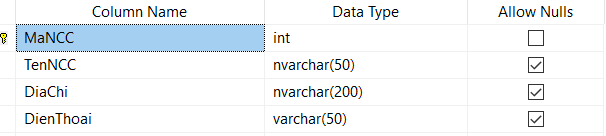 Column Name Data Type Allow Nulls
MaNCC int
TenNCC nvarchar(50)
DiaChi nvarchar(200)
DienThoai varchar(50)